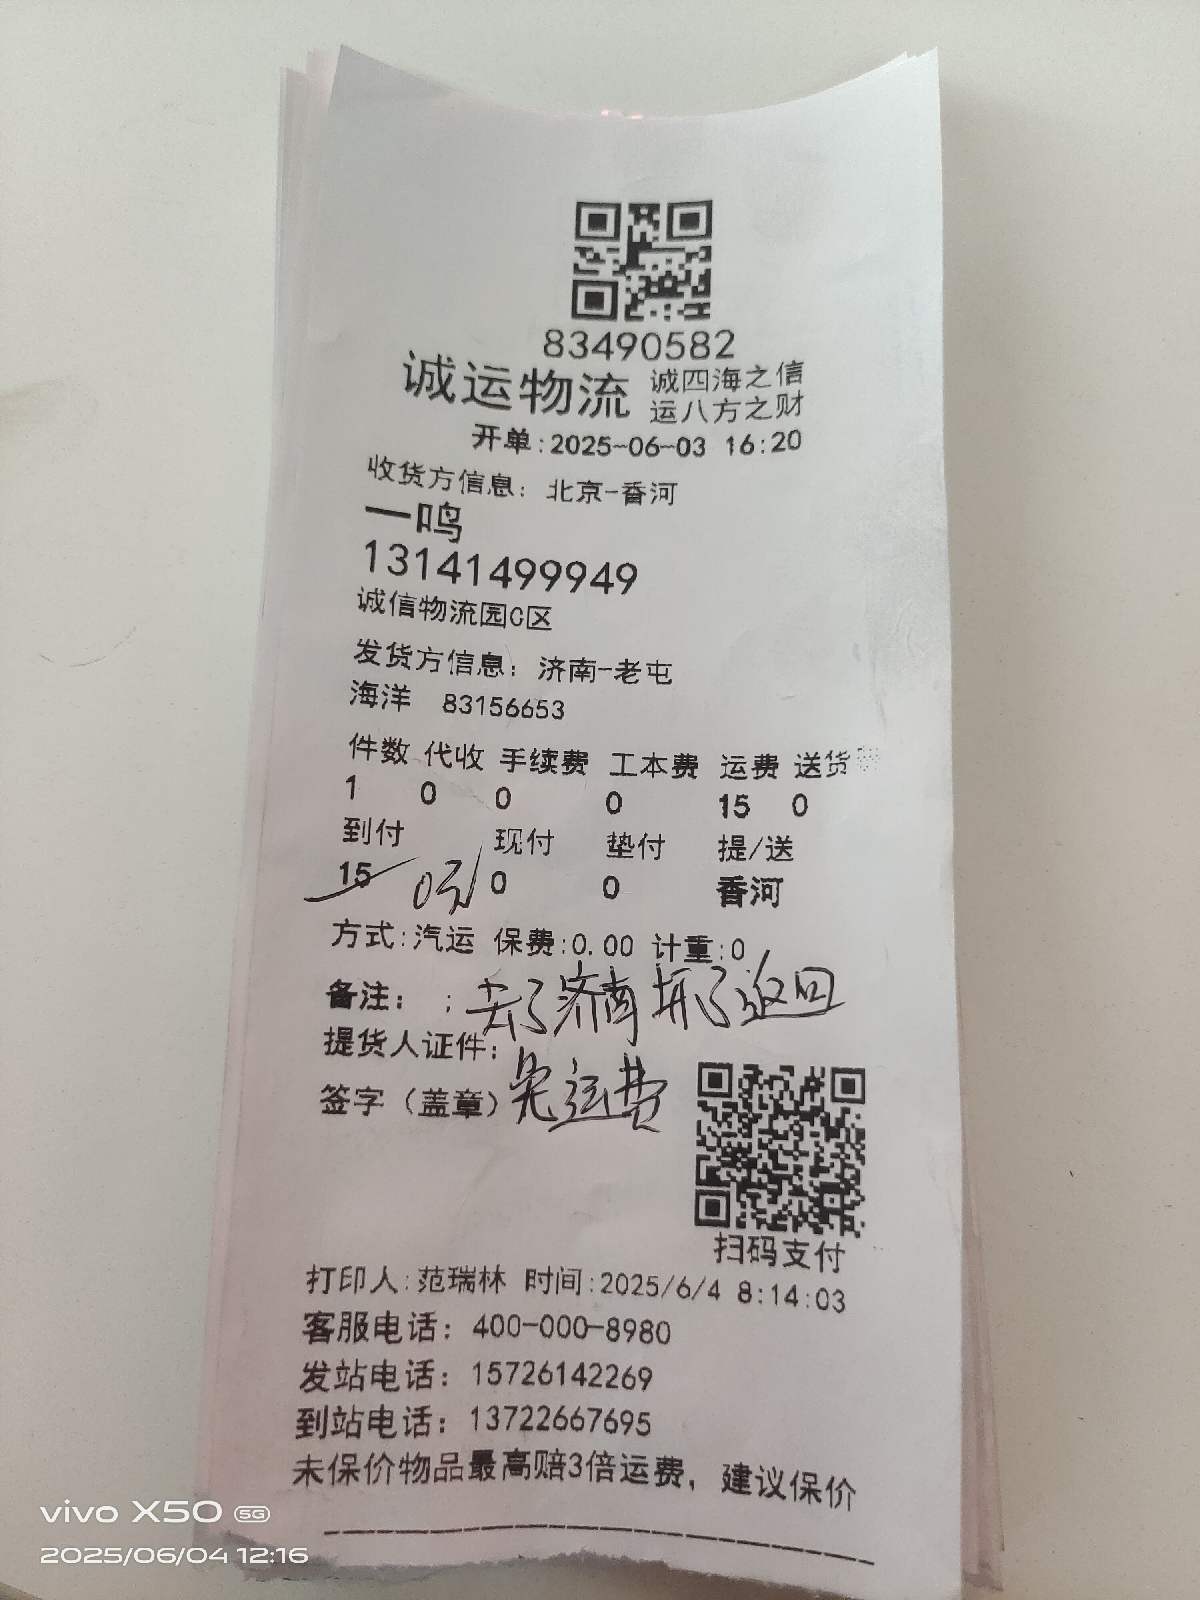 83490582
诚运物流 诚四海之信
运八方之财
开单:2025-06-03 16:20
收货方信息: 北京-香河
一鸣
13141499949
诚信物流园C区
发货方信息: 济南-老屯
海洋 83156653
件数 代收 手续费 工本费 运费 送货
1 0 0 0 15 0
到付 现付 垫付 提/送
15 0元 0 0 香河
方式:汽运 保费:0.00 计重:0
备注: ; 去了济南拆了返回
提货人证件:
签字（盖章） 免运费
扫码支付
打印人:范瑞林 时间:2025/6/4 8:14:03
客服电话: 400-000-8980
发站电话: 15726142269
到站电话: 13722667695
未保价物品最高赔3倍运费, 建议保价
vivo X50 5G
2025/06/04 12:16